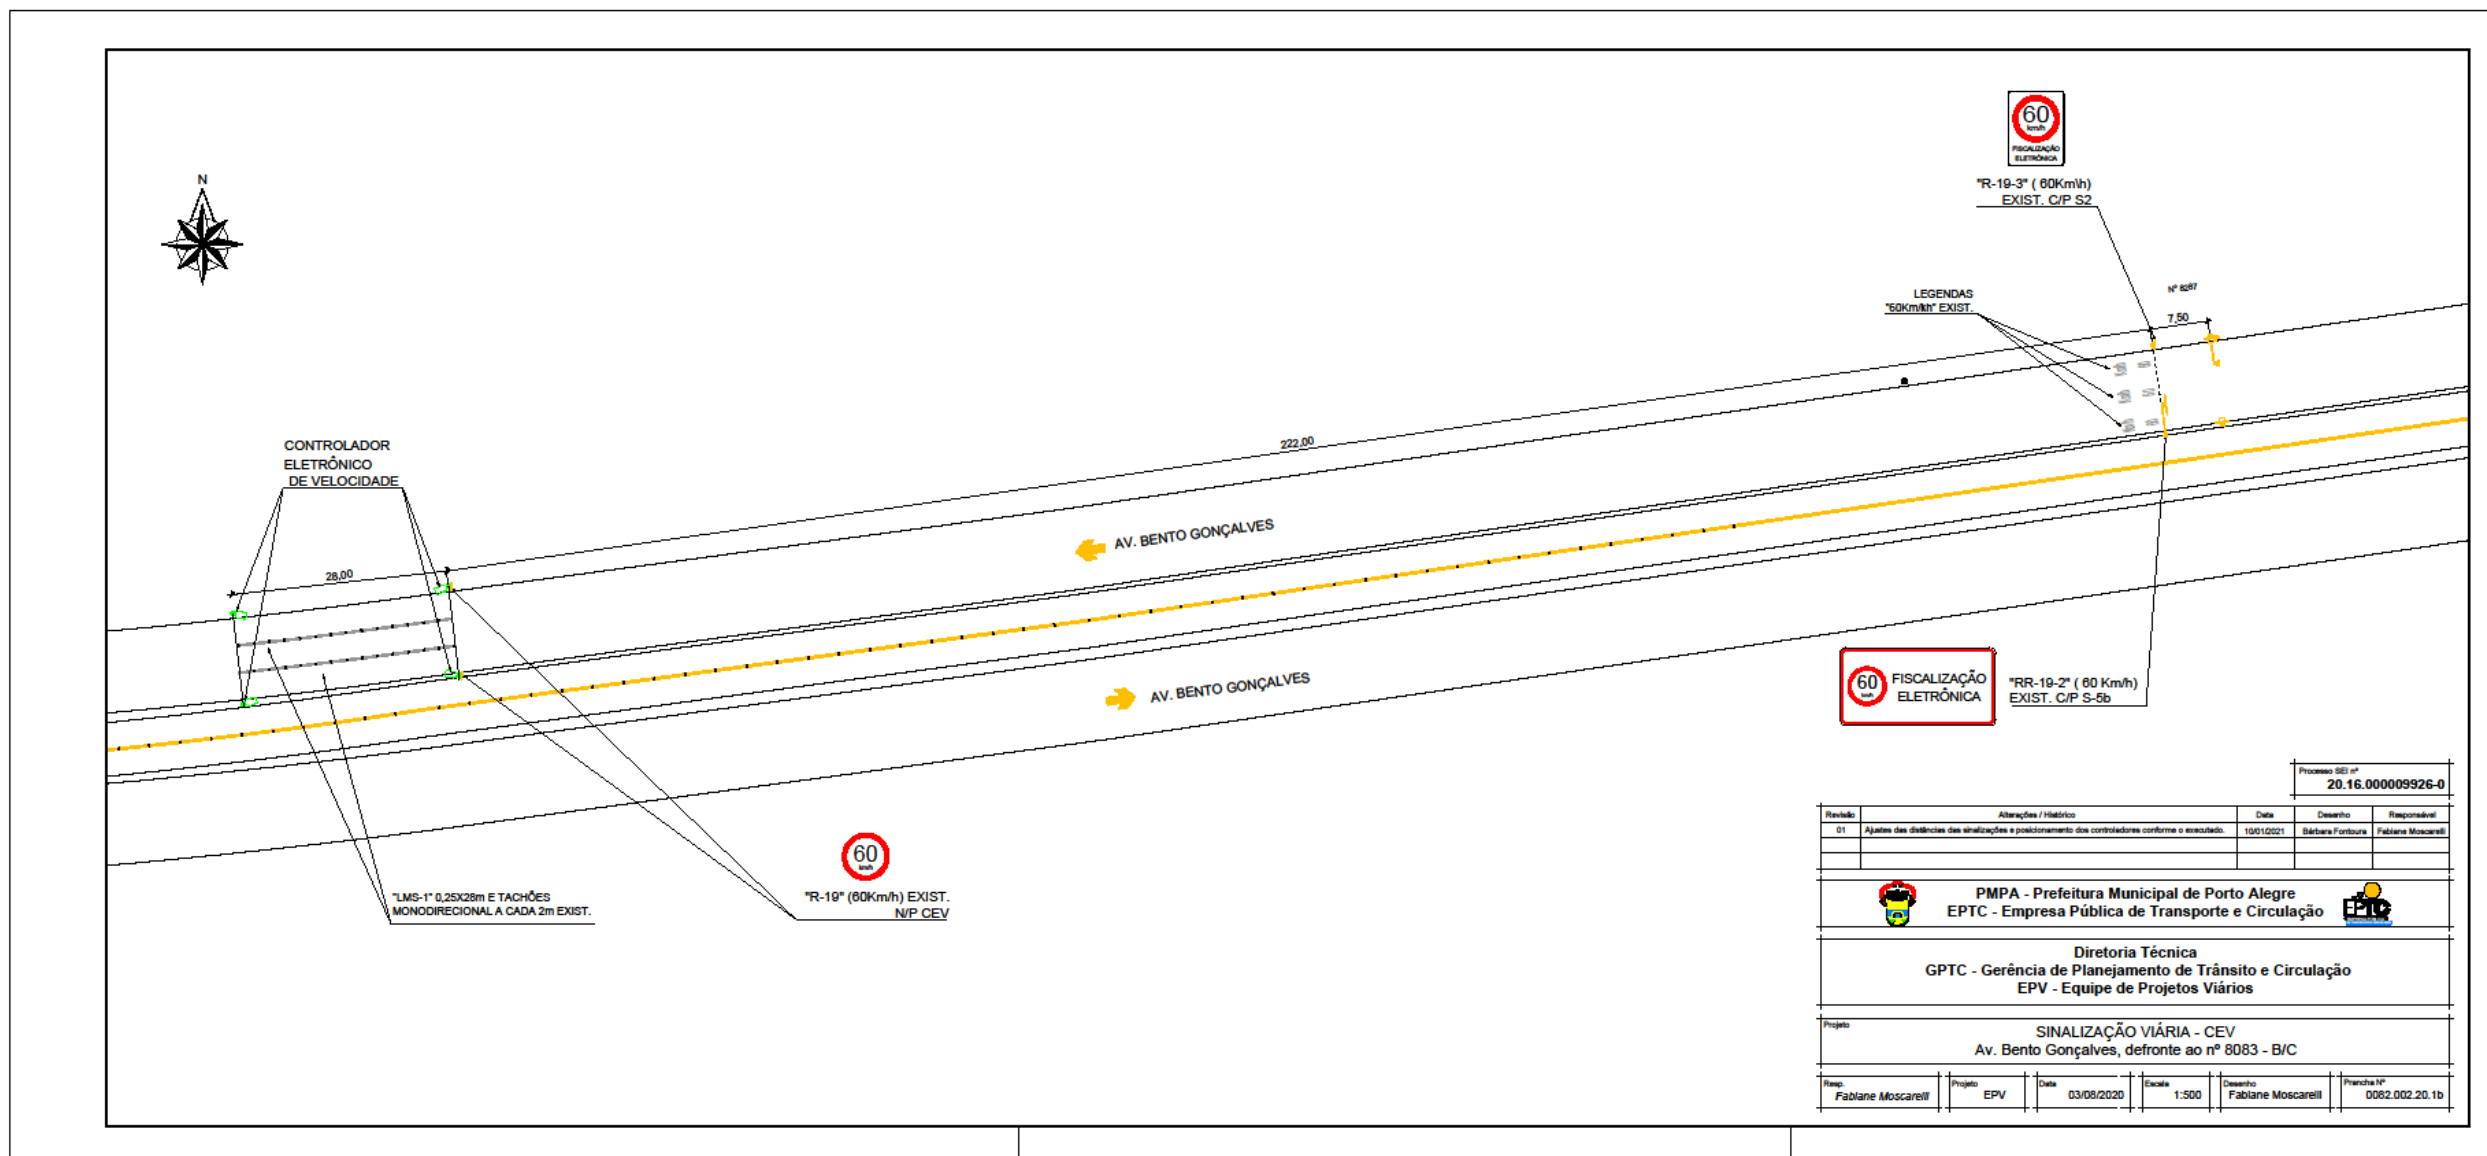 N
60
km/h
FISCALIZAÇÃO
ELETRÔNICA
"R-19-3" ( 60Km\h)
EXIST. C/P S2
LEGENDAS
"60Km/kh" EXIST.
Nº 8287
7,50
222,00
CONTROLADOR
ELETRÔNICO
DE VELOCIDADE
28,00
AV. BENTO GONÇALVES
AV. BENTO GONÇALVES
60
km/h
FISCALIZAÇÃO
ELETRÔNICA
"RR-19-2" ( 60 Km/h)
EXIST. C/P S-5b
"LMS-1" 0,25X28m E TACHÕES
MONODIRECIONAL A CADA 2m EXIST.
60
km/h
"R-19" (60Km/h) EXIST.
N/P CEV
Processo SEI nº
20.16.000009926-0
Revisão Alterações / Histórico Data Desenho Responsável
01 Ajustes das distâncias das sinalizações e posicionamento dos controladores conforme o executado. 10/01/2021 Bárbara Fontoura Fabiane Moscarelli
PMPA - Prefeitura Municipal de Porto Alegre
EPTC - Empresa Pública de Transporte e Circulação
EPTC
Diretoria Técnica
GPTC - Gerência de Planejamento de Trânsito e Circulação
EPV - Equipe de Projetos Viários
Projeto
SINALIZAÇÃO VIÁRIA - CEV
Av. Bento Gonçalves, defronte ao nº 8083 - B/C
Resp. Projeto Data Escala Desenho Prancha Nº
Fabiane Moscarelli EPV 03/08/2020 1:500 Fabiane Moscarelli 0082.002.20.1b